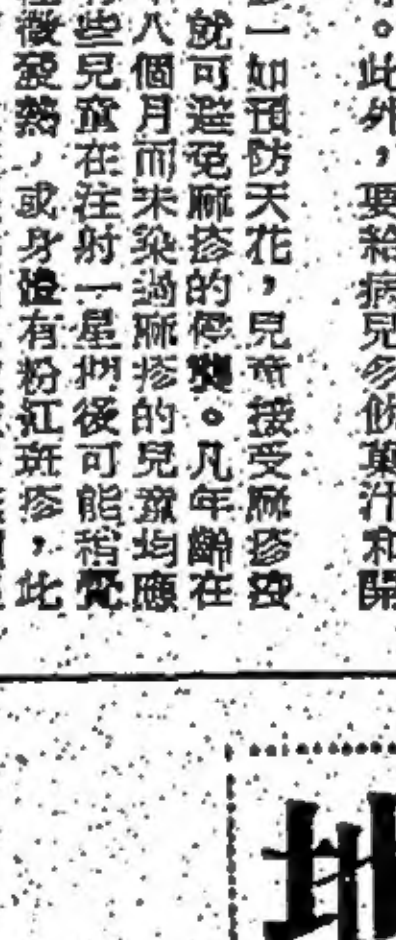 。此外，要給病兒多飲菓汁和開
一如預防天花，兒童接受麻疹疫
就可避免麻疹的侵襲。凡年齡在
八個月而未染過麻疹的兒童均應
些兒童在注射一星期後可能稍覺
微發熱，或身體有粉紅斑疹，此
地